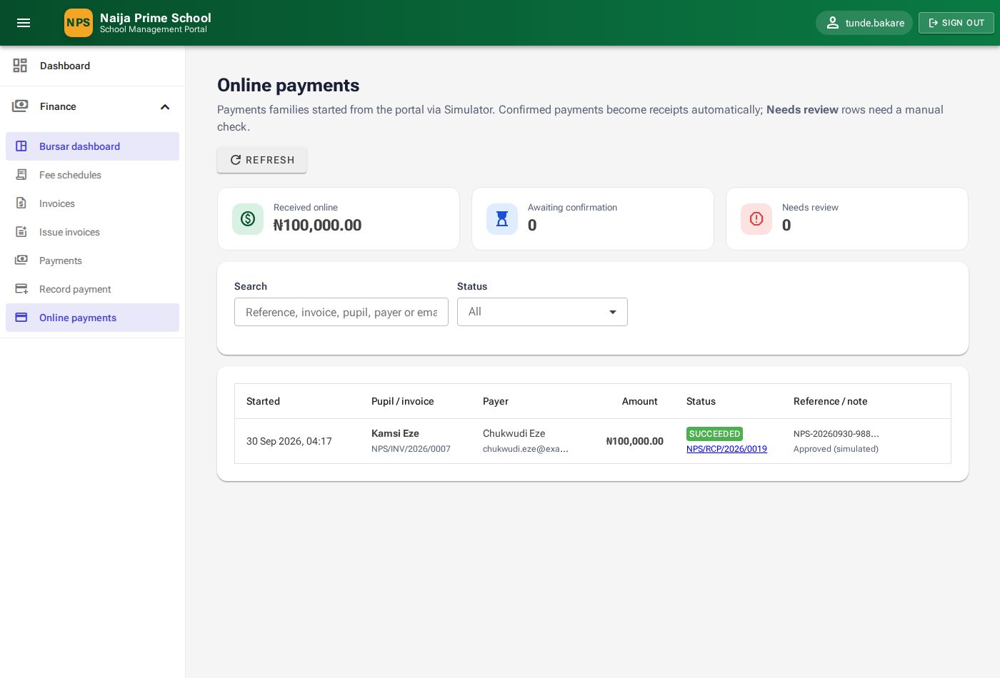 NPS
Naija Prime School
School Management Portal
tunde.bakare
SIGN OUT
Dashboard
Finance
Bursar dashboard
Fee schedules
Invoices
Issue invoices
Payments
Record payment
Online payments
Online payments
Payments families started from the portal via Simulator. Confirmed payments become receipts automatically; Needs review rows need a manual
check.
REFRESH
Received online
₦100,000.00
Awaiting confirmation
0
Needs review
0
Search
Status
Reference, invoice, pupil, payer or ema
All
Started
Pupil / invoice
Payer
Amount
Status
Reference / note
30 Sep 2026, 04:17
Kamsi Eze
NPS/INV/2026/0007
Chukwudi Eze
chukwudi.eze@exa...
₦100,000.00
SUCCEEDED
NPS/RCP/2026/0019
NPS-20260930-988...
Approved (simulated)